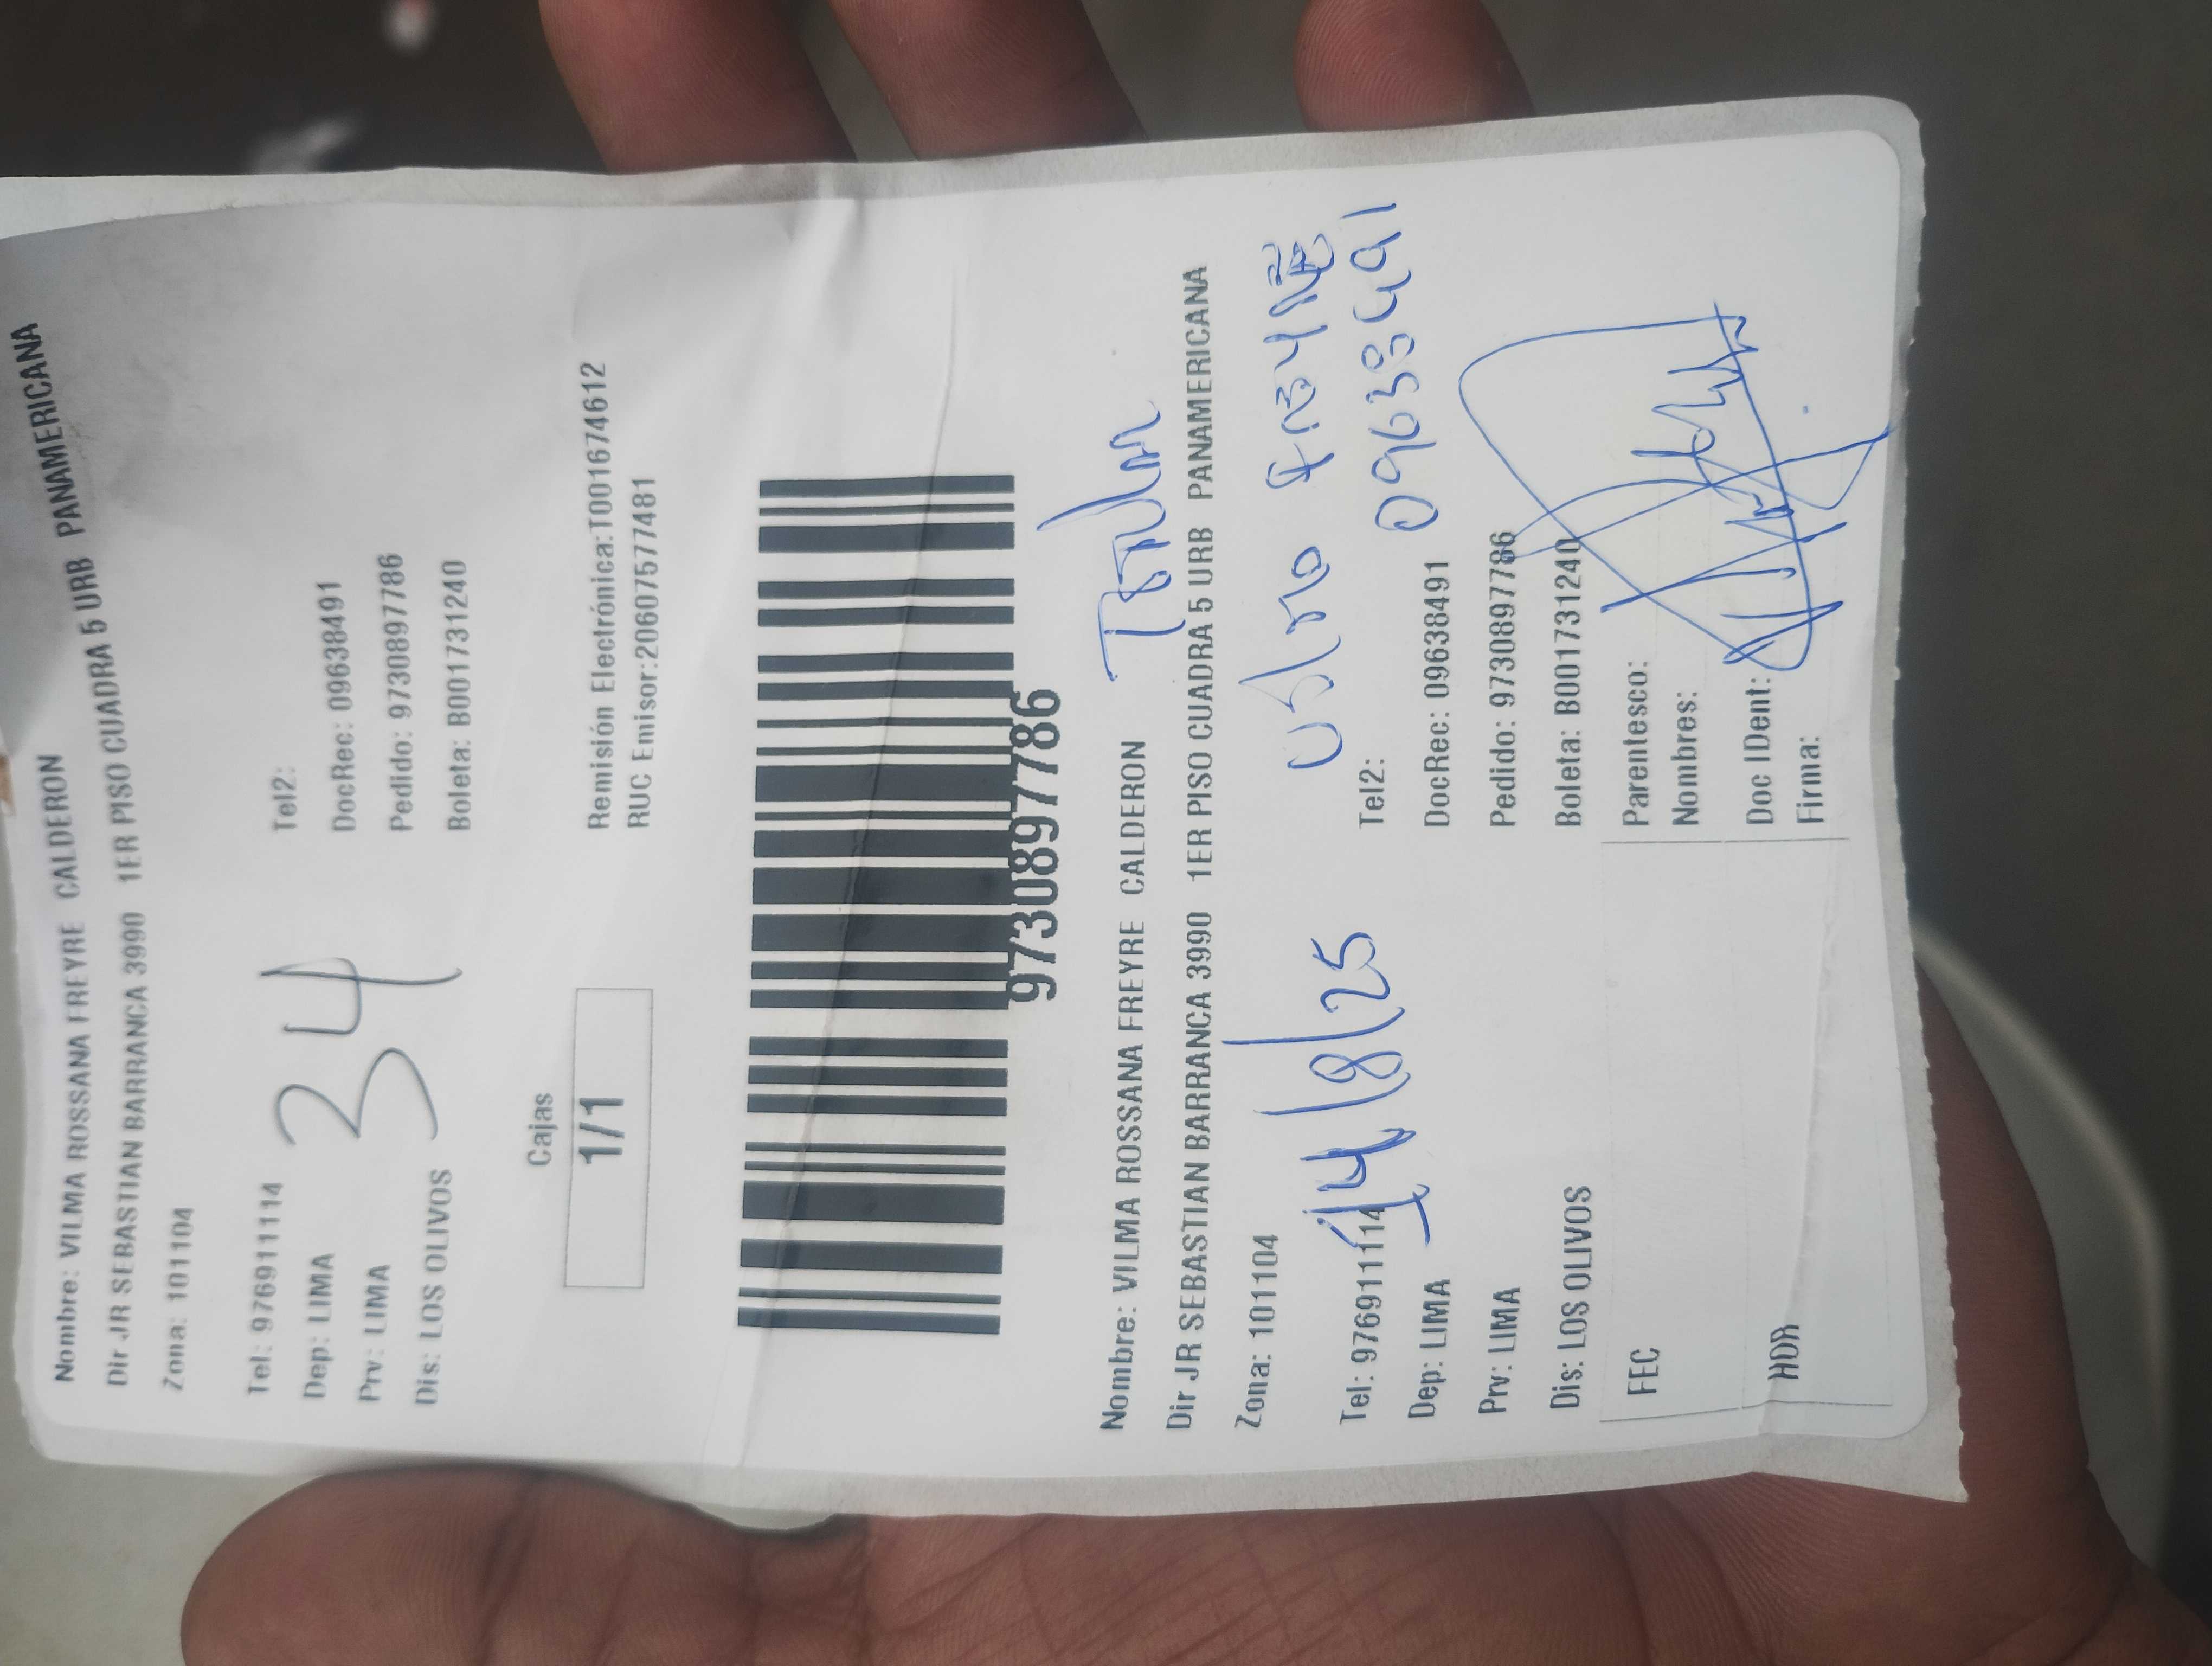 Nombre: VILMA ROSSANA FREYRE CALDERON
Dir JR SEBASTIAN BARRANCA 3990 1ER PISO CUADRA 5 URB PANAMERICANA
Zona: 101104
Tel: 976911114
Tel2:
Dep: LIMA
DocRec: 09638491
Prv: LIMA
Pedido: 9730897786
Dis: LOS OLIVOS
Boleta: B001731240
34
Cajas
1/1
Remisión Electrónica:T001674612
RUC Emisor:20607577481
9730897786
Nombre: VILMA ROSSANA FREYRE CALDERON
Dir JR SEBASTIAN BARRANCA 3990 1ER PISO CUADRA 5 URB PANAMERICANA
Zona: 101104
14/8/25
09638491
Tel: 976911114
Tel2:
Dep: LIMA
DocRec: 09638491
Prv: LIMA
Pedido: 9730897786
Dis: LOS OLIVOS
Boleta: B001731240
FEC
Parentesco:
Nombres:
HOR
Doc IDent:
Firma: